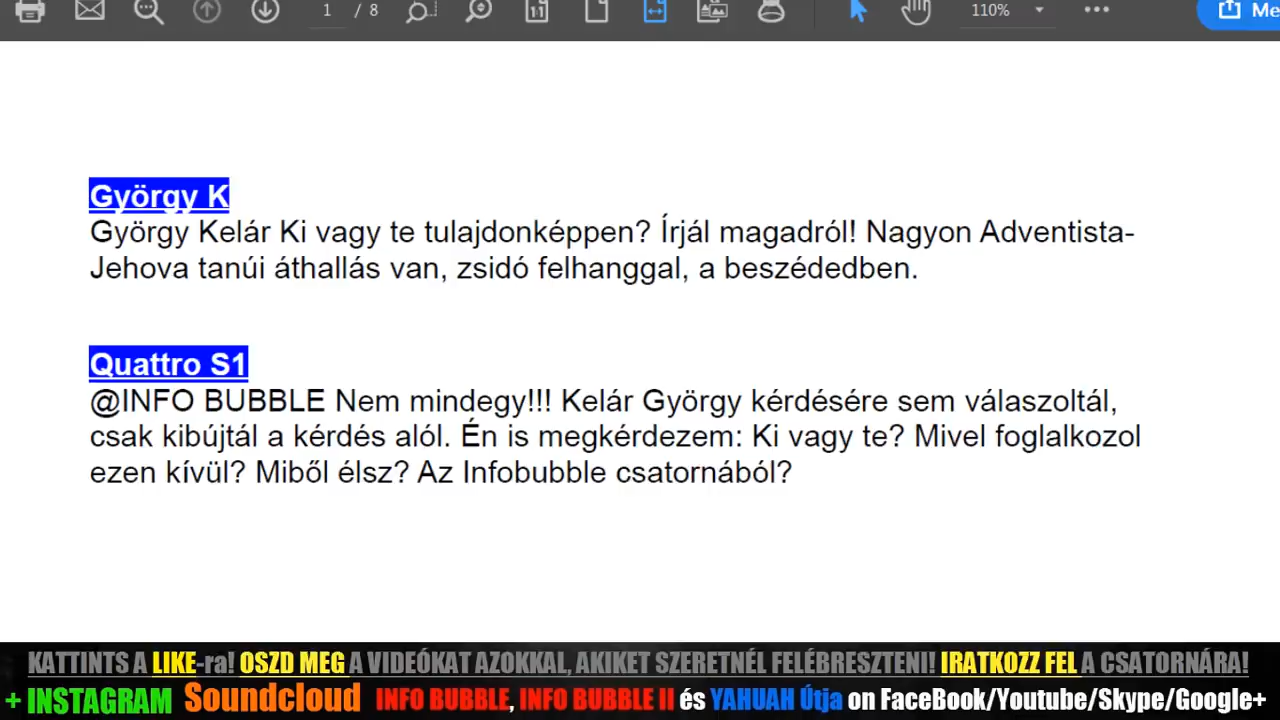 1 / 8
110%
Me
György K
György Kelár Ki vagy te tulajdonképpen? Írjál magadról! Nagyon Adventista-
Jehova tanúi áthallás van, zsidó felhanggal, a beszédedben.
Quattro S1
@INFO BUBBLE Nem mindegy!!! Kelár György kérdésére sem válaszoltál,
csak kibújtál a kérdés alól. Én is megkérdezem: Ki vagy te? Mivel foglalkozol
ezen kívül? Miből élsz? Az Infobubble csatornából?
KATTINTS A LIKE-ra! OSZD MEG A VIDEÓKAT AZOKKAL, AKIKET SZERETNÉL FELÉBRESZTENI! IRATKOZZ FEL A CSATORNÁRA!
+ INSTAGRAM Soundcloud INFO BUBBLE, INFO BUBBLE II és YAHUAH Útja on FaceBook/Youtube/Skype/Google+